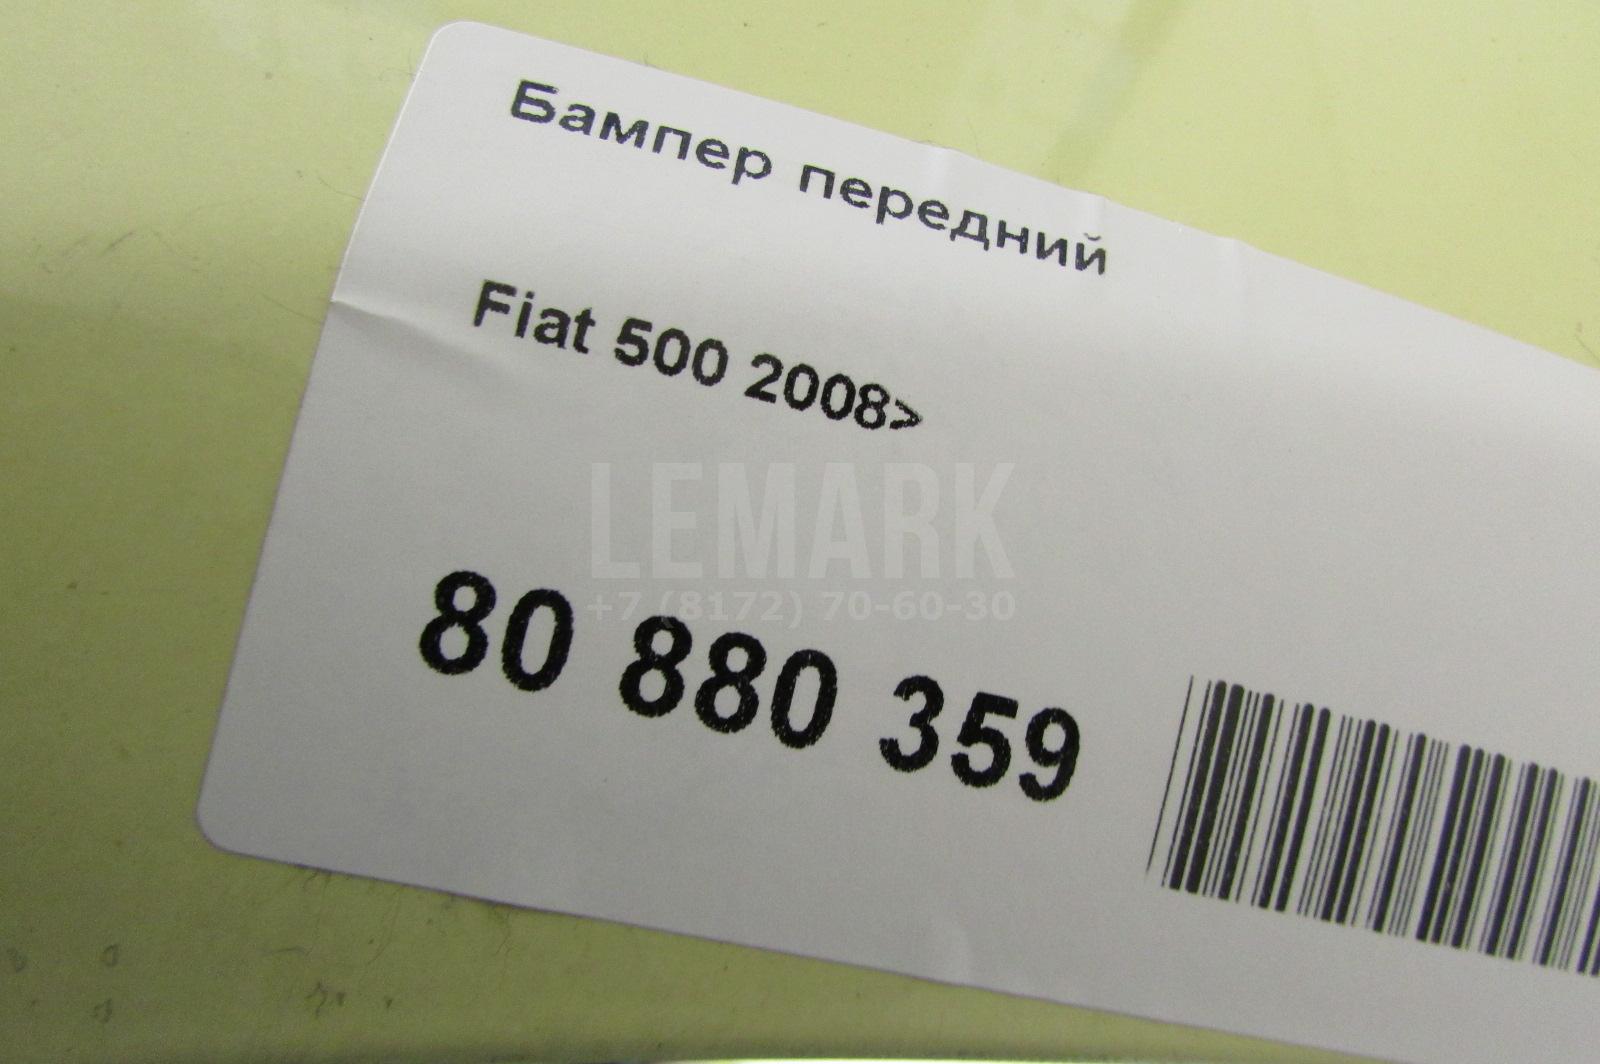 Бампер передний
Fiat 500 2008>
LEMARK
+7 (8172) 70-60-30
80 880 359